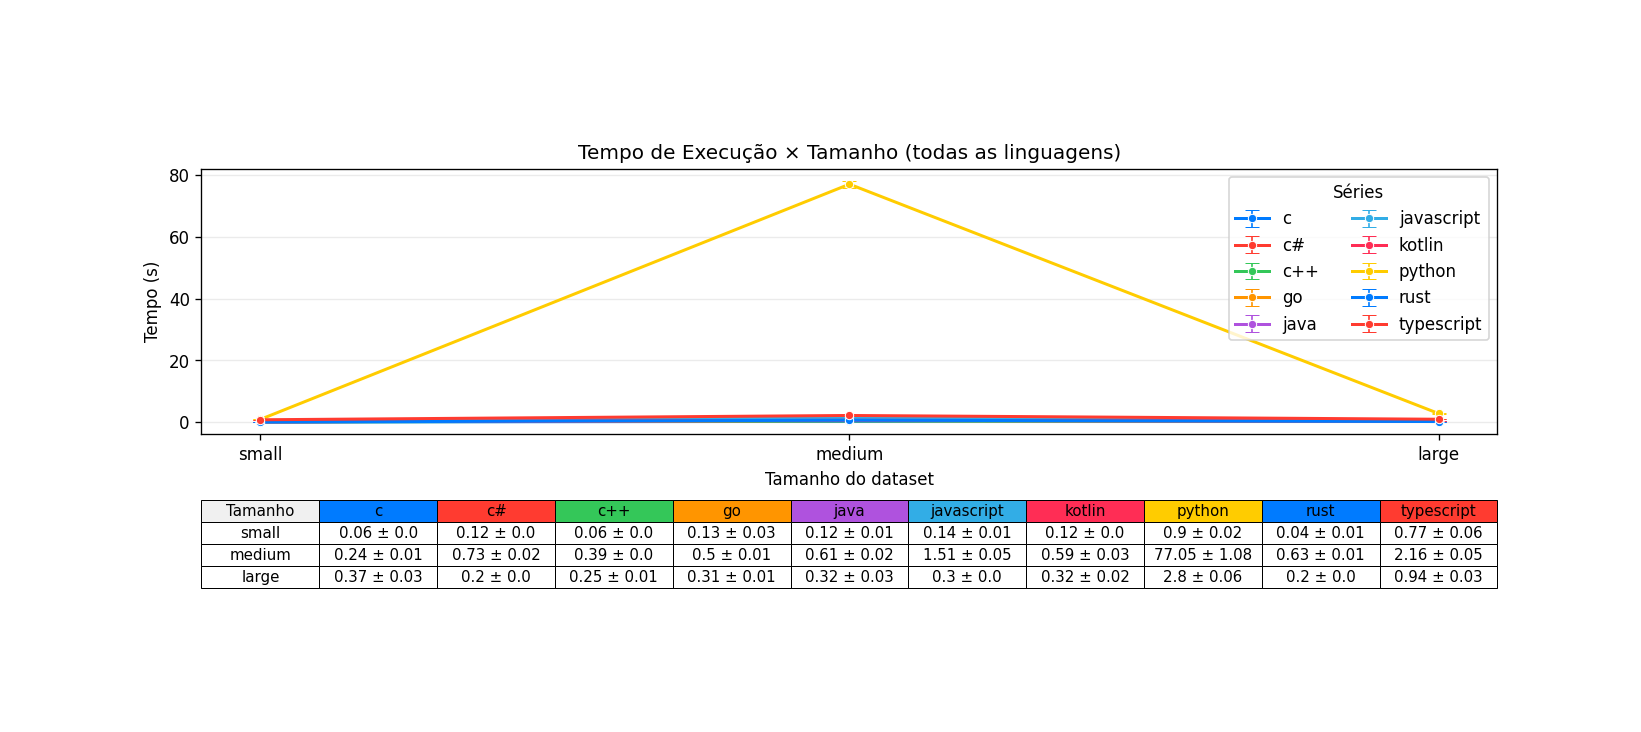 Tempo de Execução × Tamanho (todas as linguagens)
80
60
40
20
0
Tempo (s)
Séries
c javascript
c# kotlin
c++ python
go rust
java typescript
small medium large
Tamanho do dataset
Tamanho c c# c++ go java javascript kotlin python rust typescript
small 0.06 ± 0.0 0.12 ± 0.0 0.06 ± 0.0 0.13 ± 0.03 0.12 ± 0.01 0.14 ± 0.01 0.12 ± 0.0 0.9 ± 0.02 0.04 ± 0.01 0.77 ± 0.06
medium 0.24 ± 0.01 0.73 ± 0.02 0.39 ± 0.0 0.5 ± 0.01 0.61 ± 0.02 1.51 ± 0.05 0.59 ± 0.03 77.05 ± 1.08 0.63 ± 0.01 2.16 ± 0.05
large 0.37 ± 0.03 0.2 ± 0.0 0.25 ± 0.01 0.31 ± 0.01 0.32 ± 0.03 0.3 ± 0.0 0.32 ± 0.02 2.8 ± 0.06 0.2 ± 0.0 0.94 ± 0.03